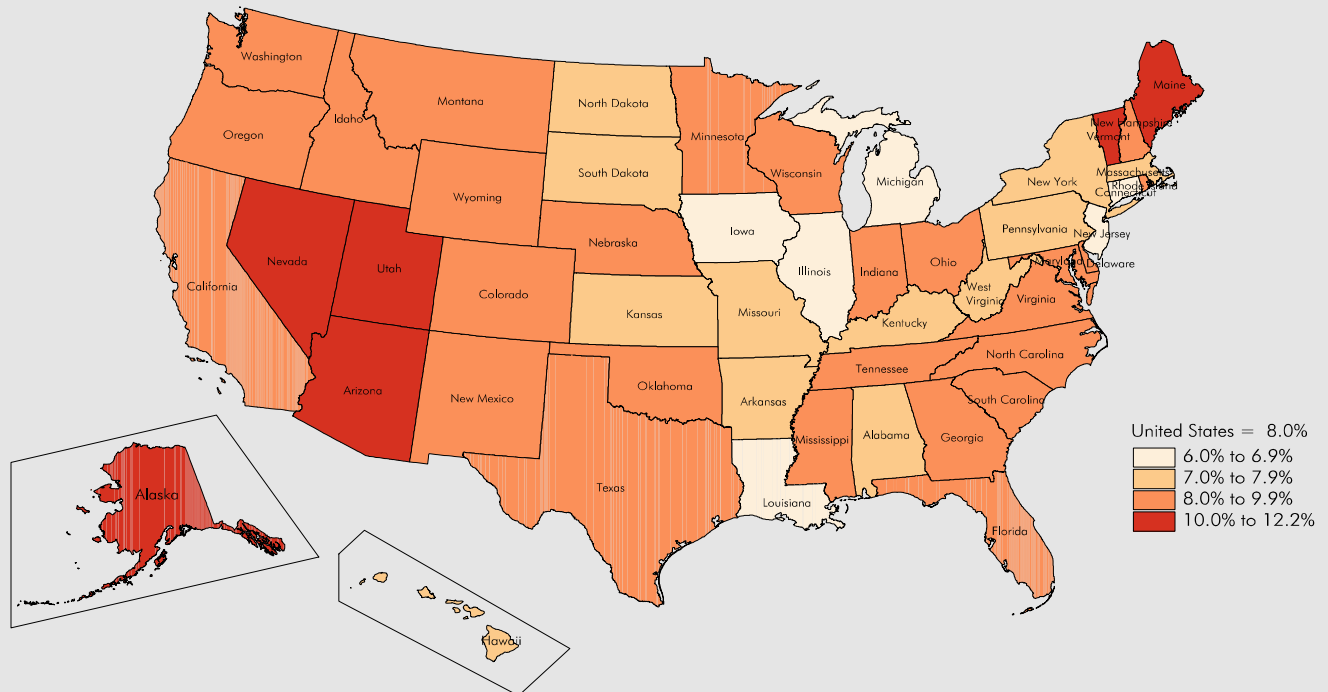 Washington
Montana
North Dakota
Minnesota
Maine
Idaho
Oregon
South Dakota
Wisconsin
Michigan
New York
New Hampshire
Vermont
Massachusetts
Rhode Island
Connecticut
Wyoming
Nebraska
Iowa
Pennsylvania
New Jersey
Nevada
Utah
Colorado
Illinois
Indiana
Ohio
Maryland
Delaware
California
Kansas
Missouri
West
Virginia
Virginia
Kentucky
North Carolina
Tennessee
Arizona
New Mexico
Oklahoma
Arkansas
South Carolina
Mississippi
Alabama
Georgia
Texas
Louisiana
Florida
Alaska
Hawaii
United States = 8.0%
6.0% to 6.9%
7.0% to 7.9%
8.0% to 9.9%
10.0% to 12.2%